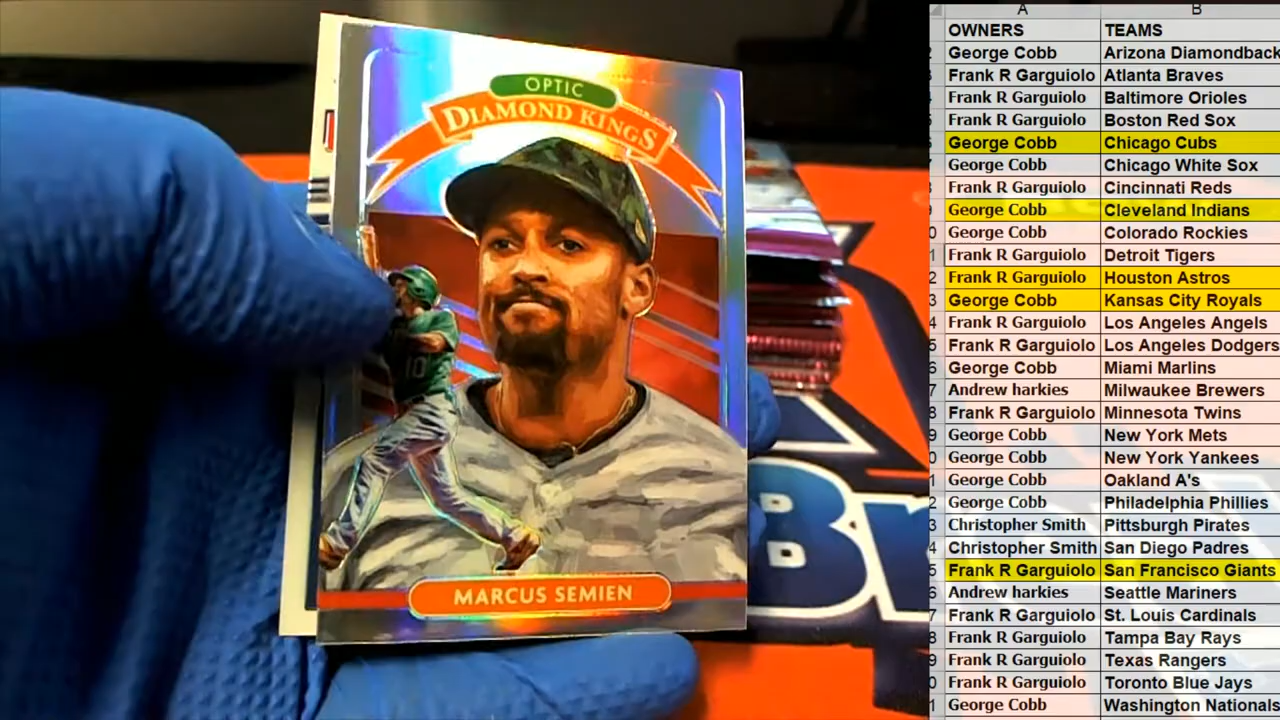 OPTIC
DIAMOND KINGS
10
MARCUS SEMIEN
A B
OWNERS TEAMS
George Cobb Arizona Diamondback
Frank R Garguiolo Atlanta Braves
Frank R Garguiolo Baltimore Orioles
Frank R Garguiolo Boston Red Sox
George Cobb Chicago Cubs
George Cobb Chicago White Sox
Frank R Garguiolo Cincinnati Reds
George Cobb Cleveland Indians
George Cobb Colorado Rockies
Frank R Garguiolo Detroit Tigers
Frank R Garguiolo Houston Astros
George Cobb Kansas City Royals
Frank R Garguiolo Los Angeles Angels
Frank R Garguiolo Los Angeles Dodgers
George Cobb Miami Marlins
Andrew harkies Milwaukee Brewers
Frank R Garguiolo Minnesota Twins
George Cobb New York Mets
George Cobb New York Yankees
George Cobb Oakland A's
George Cobb Philadelphia Phillies
Christopher Smith Pittsburgh Pirates
Christopher Smith San Diego Padres
Frank R Garguiolo San Francisco Giants
Andrew harkies Seattle Mariners
Frank R Garguiolo St. Louis Cardinals
Frank R Garguiolo Tampa Bay Rays
Frank R Garguiolo Texas Rangers
Frank R Garguiolo Toronto Blue Jays
George Cobb Washington Nationals